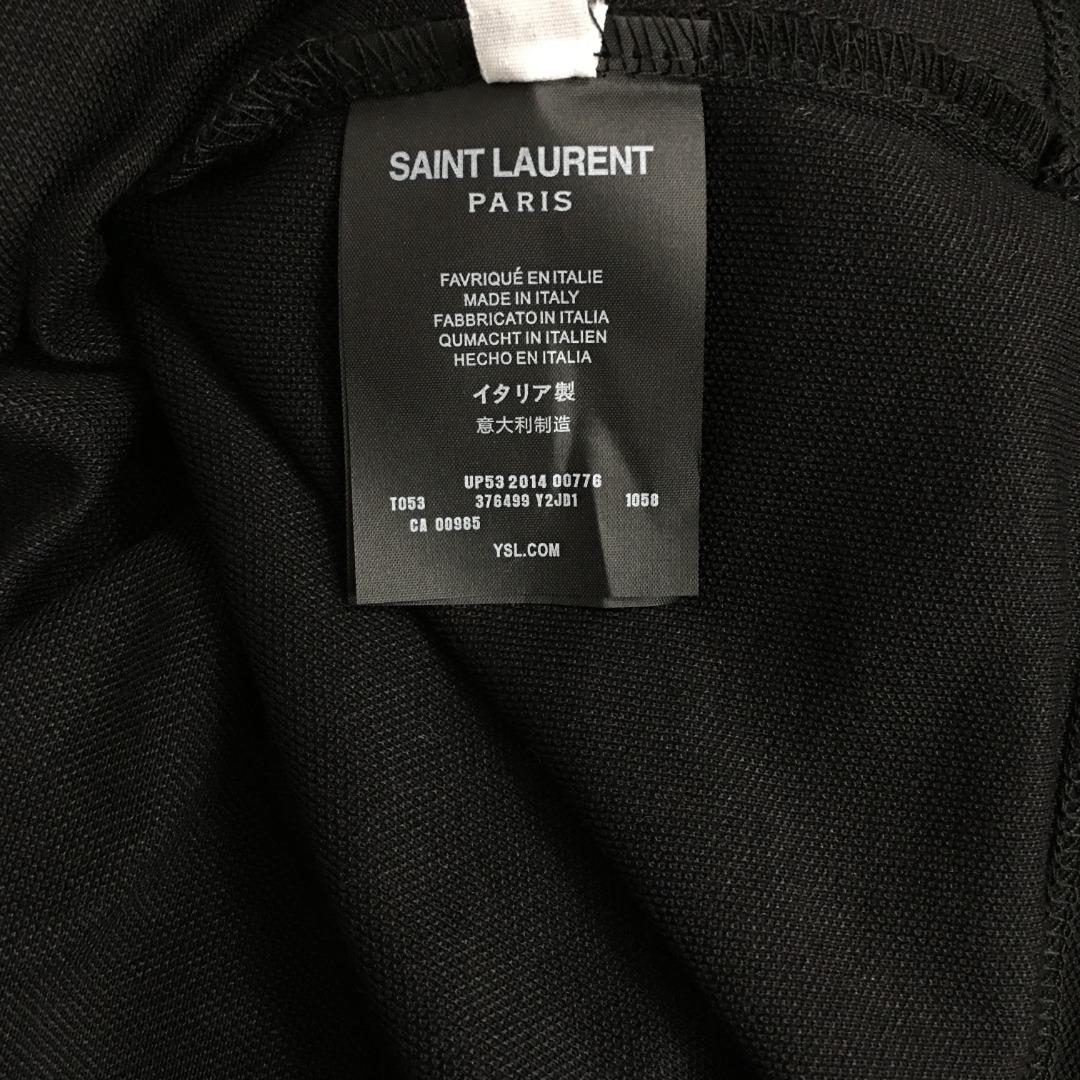 SAINT LAURENT
PARIS
FAVRIQUÉ EN ITALIE
MADE IN ITALY
FABBRICATO IN ITALIA
QUMACHT IN ITALIEN
HECHO EN ITALIA
イタリア製
意大利制造
UP53 2014 00776
T053 376499 Y2JD1 1058
CA 00965
YSL.COM